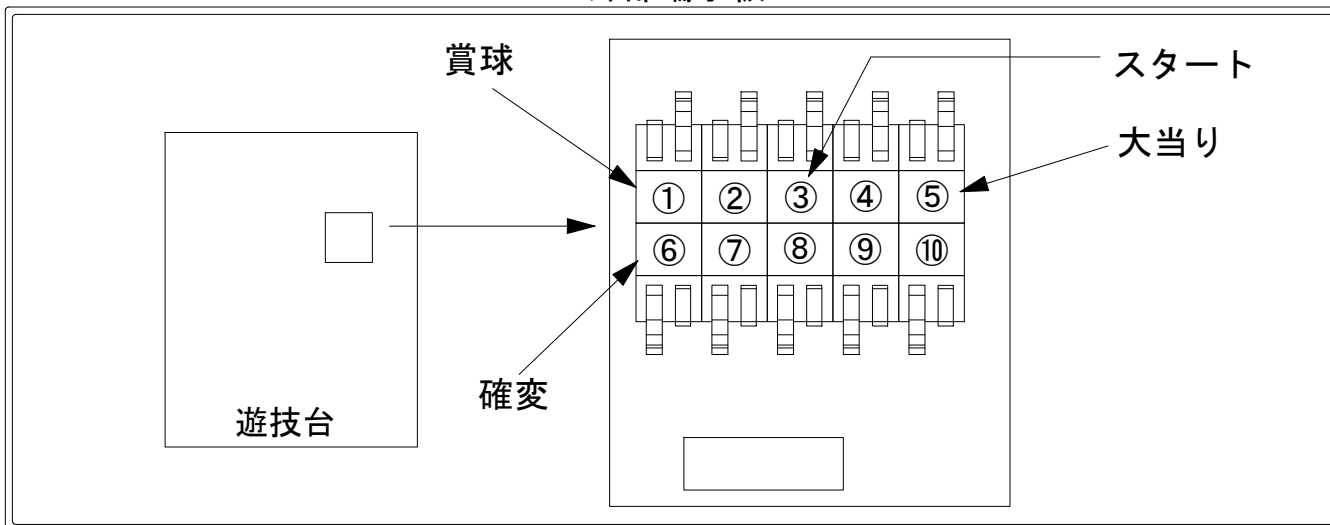 賞球
スタート
大当り
① ② ③ ④ ⑤
⑥ ⑦ ⑧ ⑨ ⑩
確変
遊技台